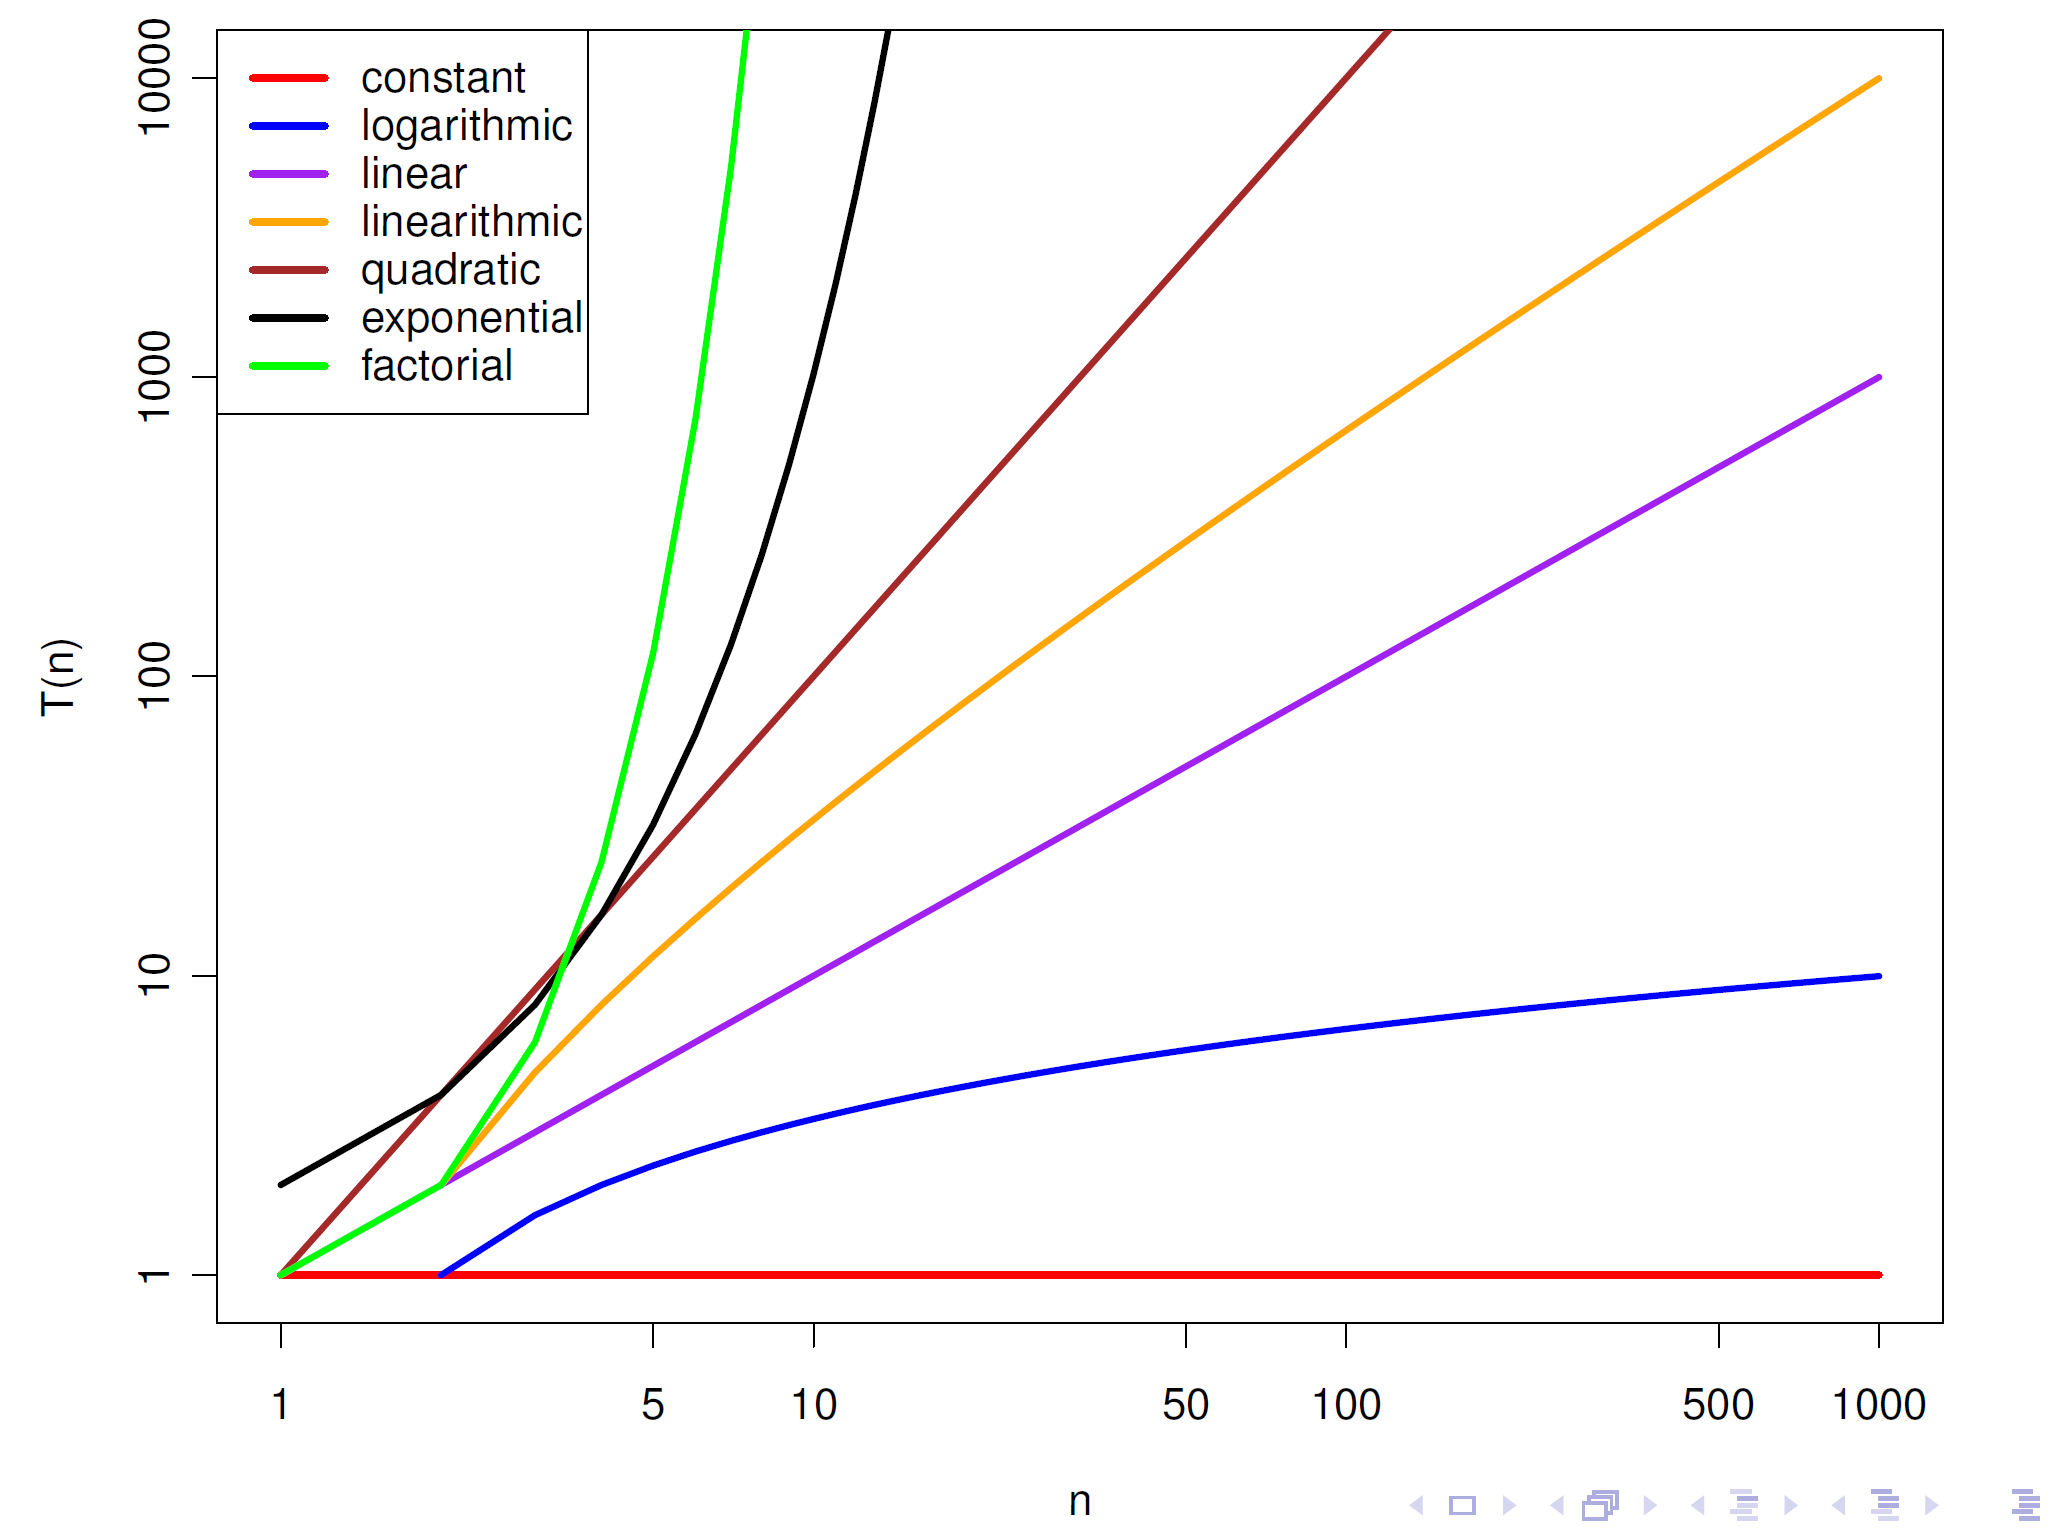 constant
logarithmic
linear
linearithmic
quadratic
exponential
factorial
10000
1000
100
10
1
T(n)
1 5 10 50 100 500 1000
n